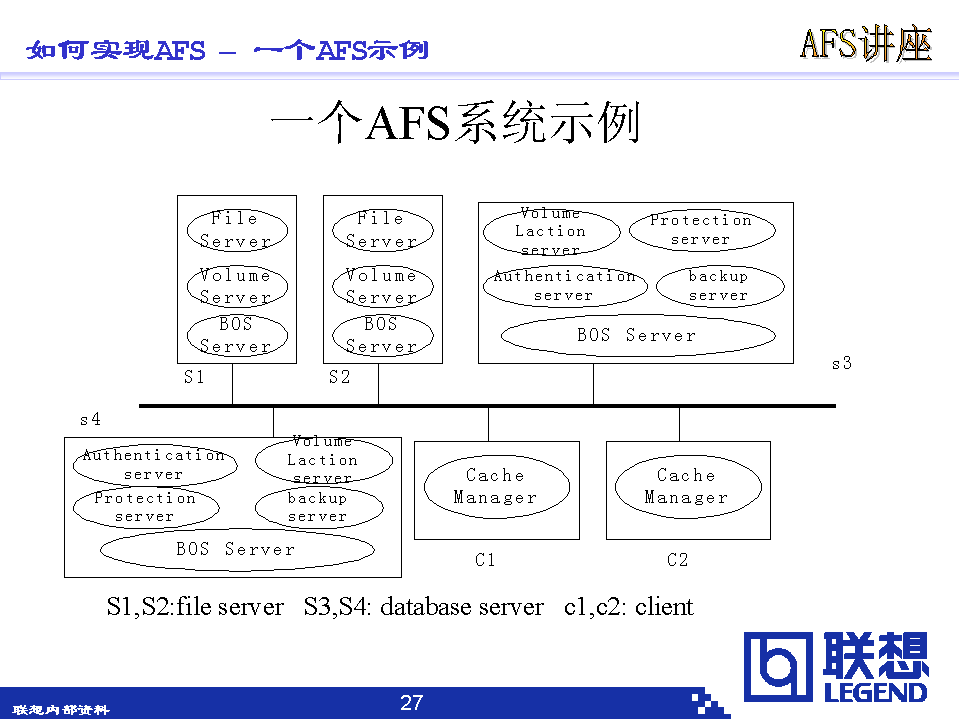 如何实现AFS – 一个AFS示例
AFS讲座
一个AFS系统示例
File
Server
Volume
Server
BOS
Server
S1
File
Server
Volume
Server
BOS
Server
S2
Volume
Laction
server
Protection
server
Authentication
server
backup
server
BOS Server
s3
s4
Authentication
server
Volume
Laction
server
Protection
server
backup
server
BOS Server
Cache
Manager
C1
Cache
Manager
C2
S1,S2:file server S3,S4: database server c1,c2: client
联想
LEGEND
联想内部资料
27